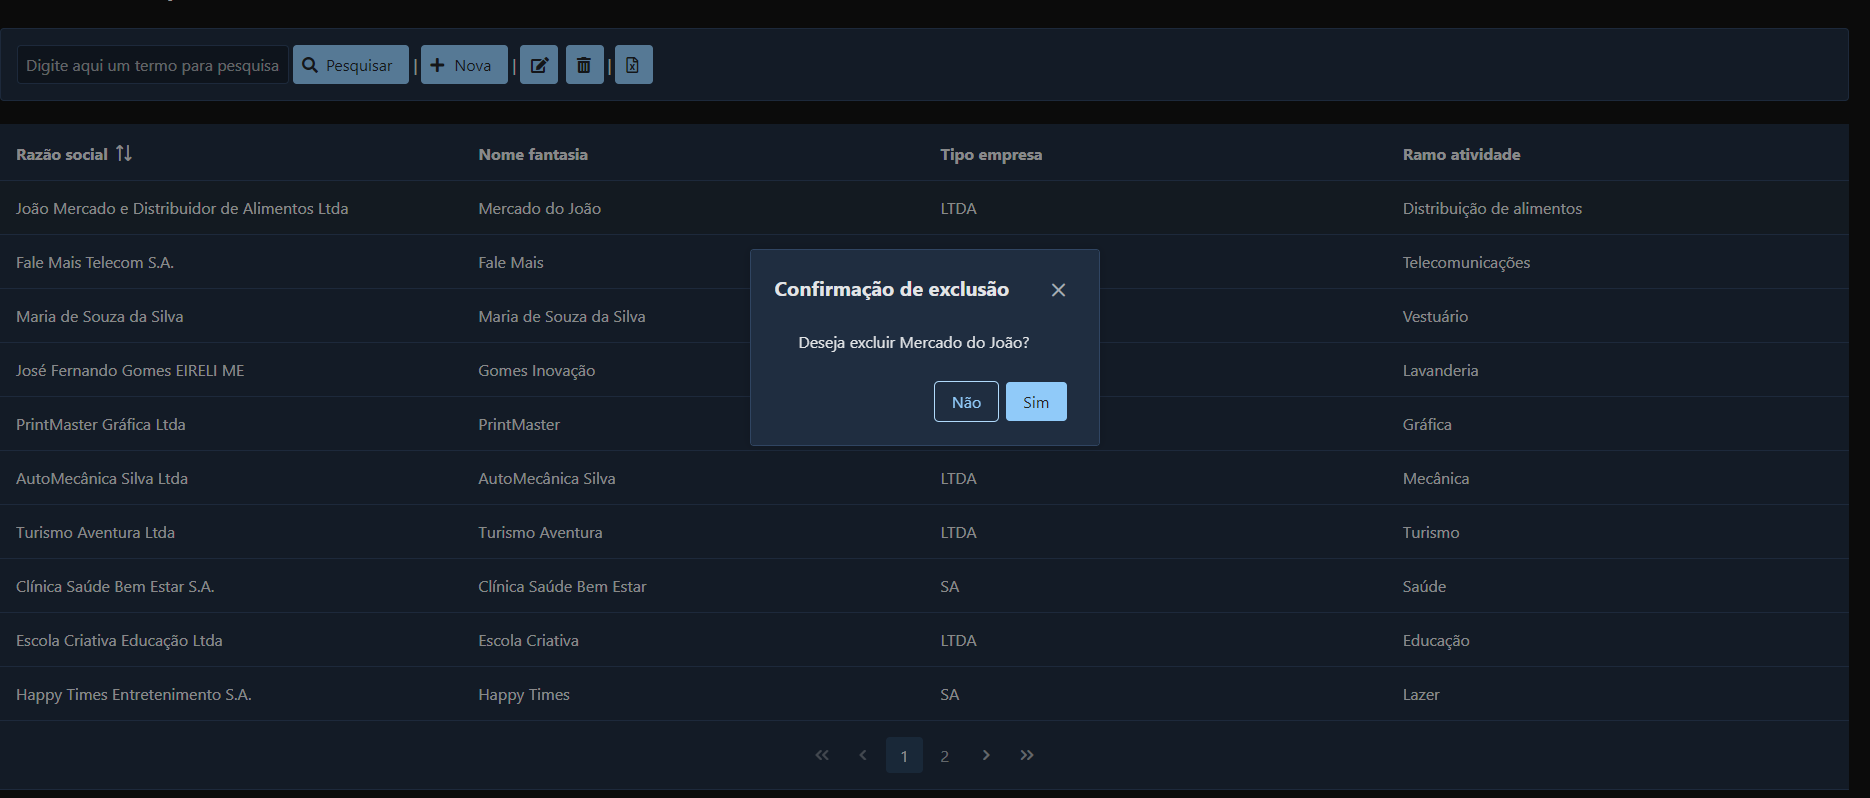 Digite aqui um termo para pesquisa Pesquisar | Nova | |
Razão social Nome fantasia Tipo empresa Ramo atividade
João Mercado e Distribuidor de Alimentos Ltda Mercado do João LTDA Distribuição de alimentos
Fale Mais Telecom S.A. Fale Mais Telecomunicações
Maria de Souza da Silva Maria de Souza da Silva Vestuário
José Fernando Gomes EIRELI ME Gomes Inovação Lavanderia
PrintMaster Gráfica Ltda PrintMaster Gráfica
AutoMecânica Silva Ltda AutoMecânica Silva LTDA Mecânica
Turismo Aventura Ltda Turismo Aventura LTDA Turismo
Clínica Saúde Bem Estar S.A. Clínica Saúde Bem Estar SA Saúde
Escola Criativa Educação Ltda Escola Criativa LTDA Educação
Happy Times Entretenimento S.A. Happy Times SA Lazer
1 2
Confirmação de exclusão
Deseja excluir Mercado do João?
Não Sim